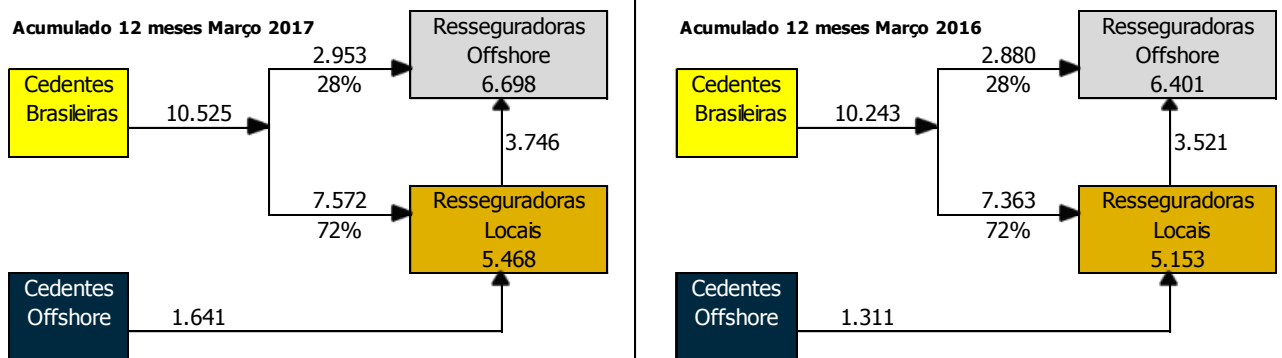 Acumulado 12 meses Março 2017
Cedentes
Brasileiras
10.525
2.953
28%
Resseguradoras
Offshore
6.698
3.746
7.572
72%
Resseguradoras
Locais
5.468
Cedentes
Offshore
1.641
Acumulado 12 meses Março 2016
Cedentes
Brasileiras
10.243
2.880
28%
Resseguradoras
Offshore
6.401
3.521
7.363
72%
Resseguradoras
Locais
5.153
Cedentes
Offshore
1.311